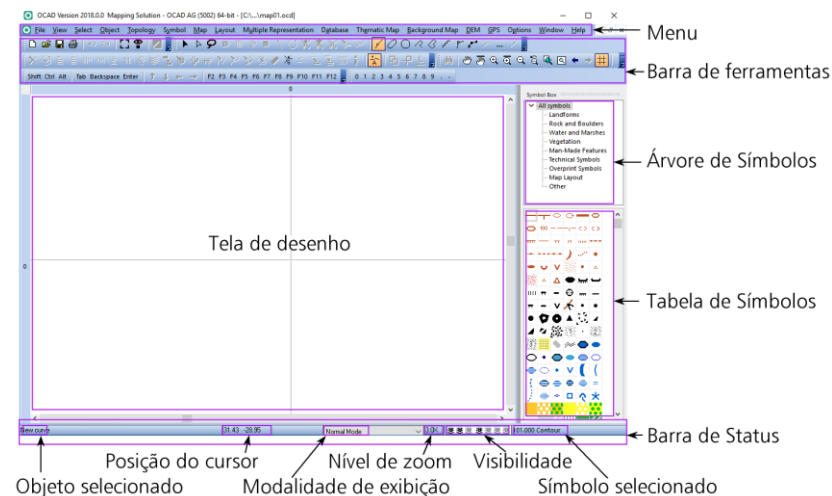 OCAD Version 2018.0.0 Mapping Solution - OCAD AG (5002) 64-bit - [C:\...\map01.ocd]
File View Select Object Topology Symbol Map Layout Multiple Representation Database Thematic Map Background Map DEM GPS Options Window Help
Menu
Barra de ferramentas
Shift Ctrl Alt Tab Backspace Enter F2 F3 F4 F5 F6 F7 F8 F9 F10 F11 F12 0 1 2 3 4 5 6 7 8 9
0
Symbol Box
All symbols
Landforms
Rock and Boulders
Water and Marshes
Vegetation
Man-Made Features
Technical Symbols
Overprint Symbols
Map Layout
Other
Árvore de Símbolos
Tela de desenho
0
Tabela de Símbolos
New curve
31.43 -28.95
Normal Mode
101.000 Contour
Barra de Status
Posição do cursor
Nível de zoom
Visibilidade
Objeto selecionado
Modalidade de exibição
Símbolo selecionado